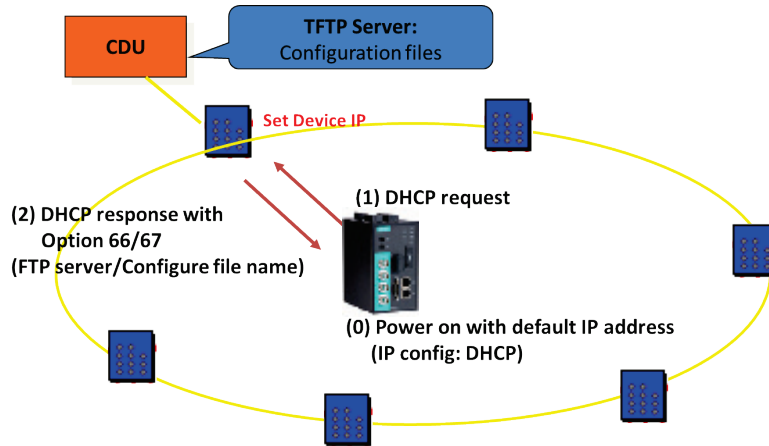 CDU
TFTP Server:
Configuration files
Set Device IP
(1) DHCP request
(2) DHCP response with
Option 66/67
(FTP server/Configure file name)
(0) Power on with default IP address
(IP config: DHCP)